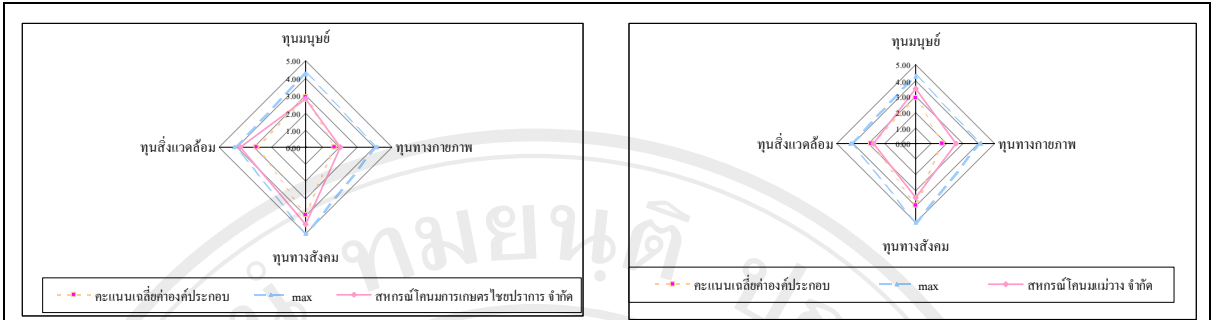 ทุนมนุษย์
5.00
4.00
3.00
2.00
1.00
0.00
ทุนสิ่งแวดล้อม
ทุนทางกายภาพ
ทุนทางสังคม
คะแนนเฉลี่ยค่าองค์ประกอบ max สหกรณ์โคนมการเกษตรไชยปราการ จำกัด
ทุนมนุษย์
5.00
4.00
3.00
2.00
1.00
0.00
ทุนสิ่งแวดล้อม
ทุนทางกายภาพ
ทุนทางสังคม
คะแนนเฉลี่ยค่าองค์ประกอบ max สหกรณ์โคนมแม่วาง จำกัด